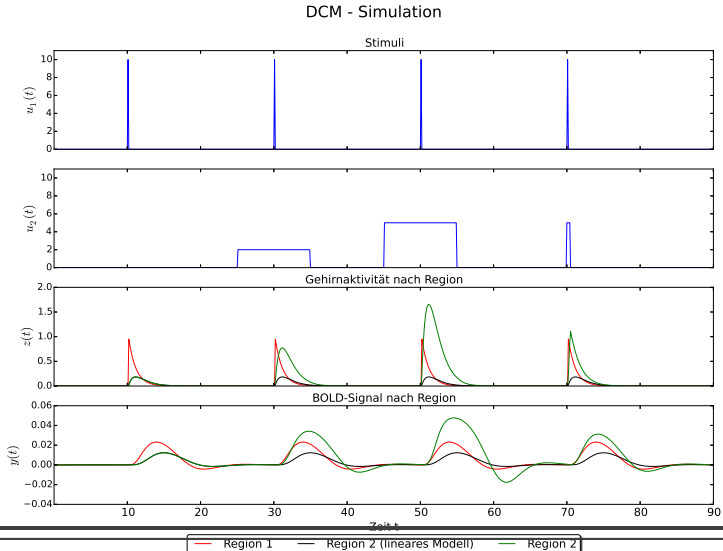 DCM - Simulation
Stimuli
u₁(t)
10
8
6
4
2
0
u₂(t)
10
8
6
4
2
0
Gehirnaktivität nach Region
z(t)
2.0
1.5
1.0
0.5
0.0
BOLD-Signal nach Region
y(t)
0.06
0.04
0.02
0.00
−0.02
−0.04
10 20 30 40 50 60 70 80 90
Zeit t
Region 1 Region 2 (lineares Modell) Region 2